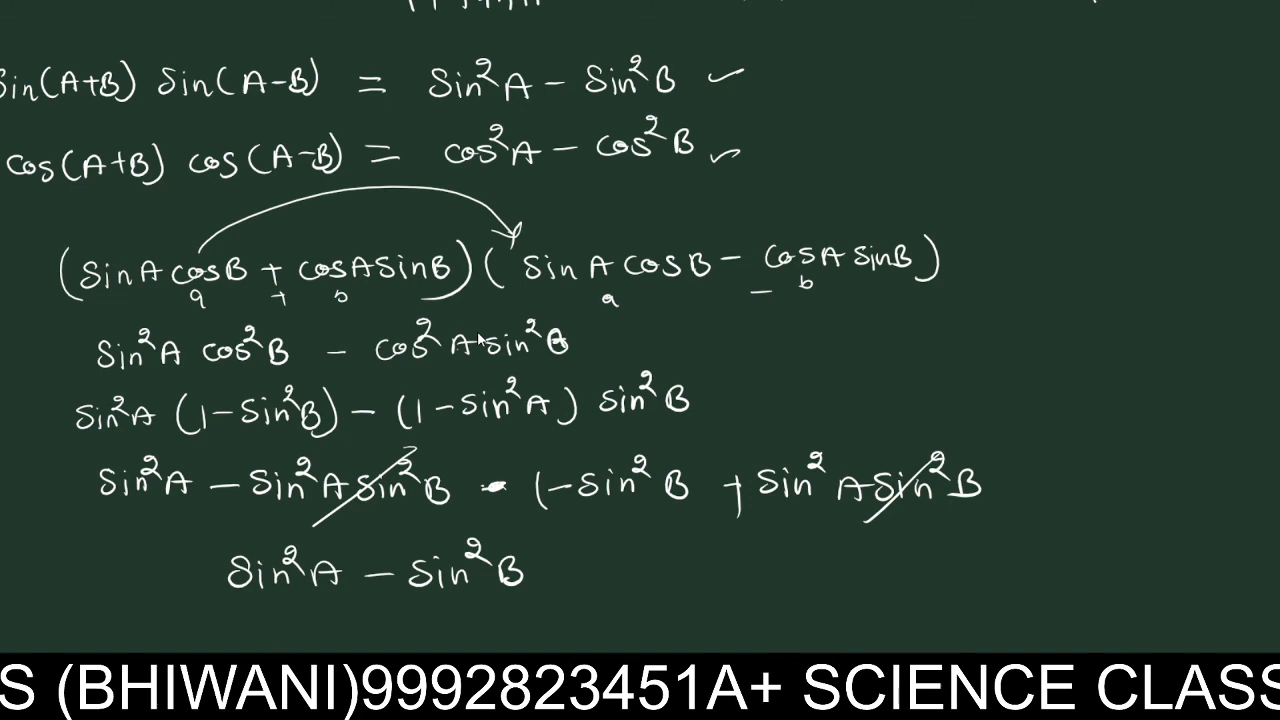 Sin(A+B) Sin(A-B) = Sin²A - Sin²B ✓
cos(A+B) cos(A-B) = cos²A - cos²B ✓
(SinA cosB + cosA SinB) (SinA cosB - cosA sinB)
a + b a - b
Sin²A cos²B - cos²A sin²B
Sin²A (1-Sin²B) - (1-Sin²A) Sin²B
Sin²A - Sin²A Sin²B - (-Sin²B + Sin²A Sin²B
Sin²A - Sin²B
S (BHIWANI)9992823451A+ SCIENCE CLASS